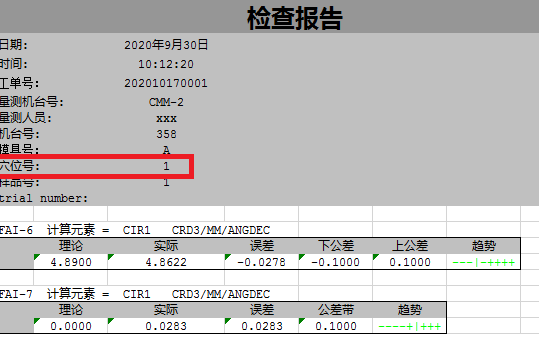 检查报告
日期: 2020年9月30日
时间: 10:12:20
工单号: 202010170001
量测机台号: CMM-2
量测人员: xxx
机台号: 358
模具号: A
穴位号: 1
样品号: 1
trial number:
FAI-6 计算元素 = CIR1 CRD3/MM/ANGDEC
理论 实际 误差 下公差 上公差 趋势
4.8900 4.8622 -0.0278 -0.1000 0.1000 ---|-++++
FAI-7 计算元素 = CIR1 CRD3/MM/ANGDEC
理论 实际 误差 公差带 趋势
0.0000 0.0283 0.0283 0.1000 ----+|+++